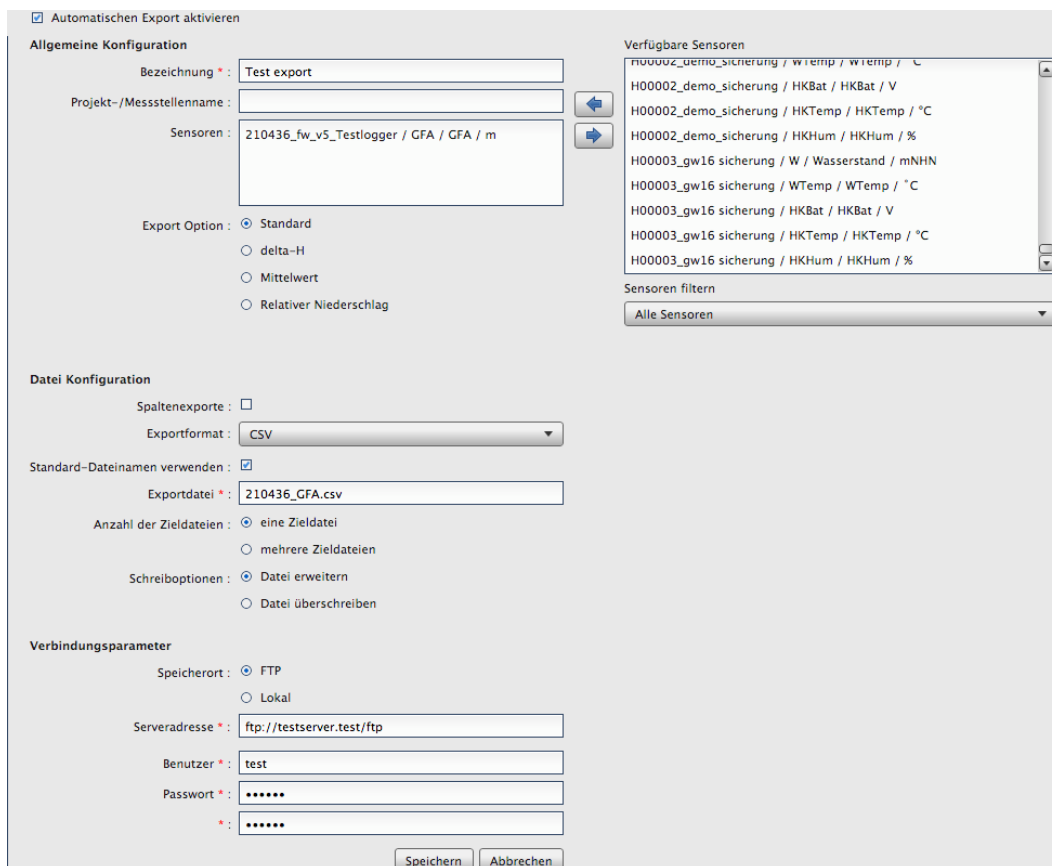 Automatischen Export aktivieren
Allgemeine Konfiguration
Bezeichnung * : Test export
Projekt-/Messstellenname :
Sensoren : 210436_fw_v5_Testlogger / GFA / GFA / m
Export Option : Standard
delta-H
Mittelwert
Relativer Niederschlag
Verfügbare Sensoren
H00002_demo_sicherung / WTemp / WTemp / °C
H00002_demo_sicherung / HKBat / HKBat / V
H00002_demo_sicherung / HKTemp / HKTemp / °C
H00002_demo_sicherung / HKHum / HKHum / %
H00003_gw16 sicherung / W / Wasserstand / mNHN
H00003_gw16 sicherung / WTemp / WTemp / °C
H00003_gw16 sicherung / HKBat / HKBat / V
H00003_gw16 sicherung / HKTemp / HKTemp / °C
H00003_gw16 sicherung / HKHum / HKHum / %
Sensoren filtern
Alle Sensoren
Datei Konfiguration
Spaltenexporte :
Exportformat : CSV
Standard-Dateinamen verwenden :
Exportdatei * : 210436_GFA.csv
Anzahl der Zieldateien : eine Zieldatei
mehrere Zieldateien
Schreiboptionen : Datei erweitern
Datei überschreiben
Verbindungsparameter
Speicherort : FTP
Lokal
Serveradresse * : ftp://testserver.test/ftp
Benutzer * : test
Passwort * : ••••••
* : ••••••
Speichern Abbrechen